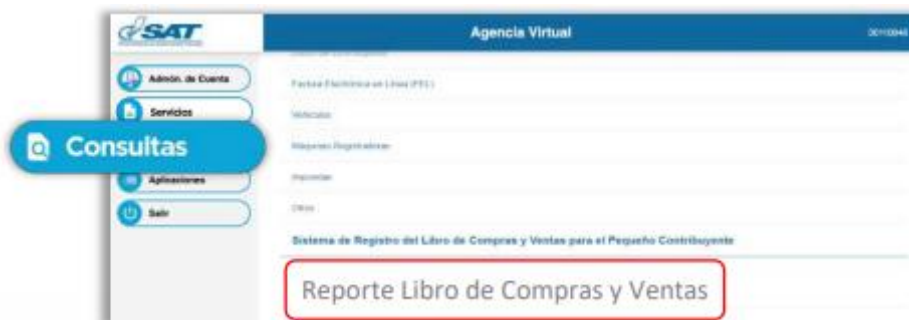 SAT
Agencia Virtual
Admón. de Cuenta
Factura Electrónica en Línea (FEL)
Servicios
Vehículos
Consultas
Máquinas Registradoras
Aplicaciones
Imprentas
Salir
Otros
Sistema de Registro del Libro de Compras y Ventas para el Pequeño Contribuyente
Reporte Libro de Compras y Ventas